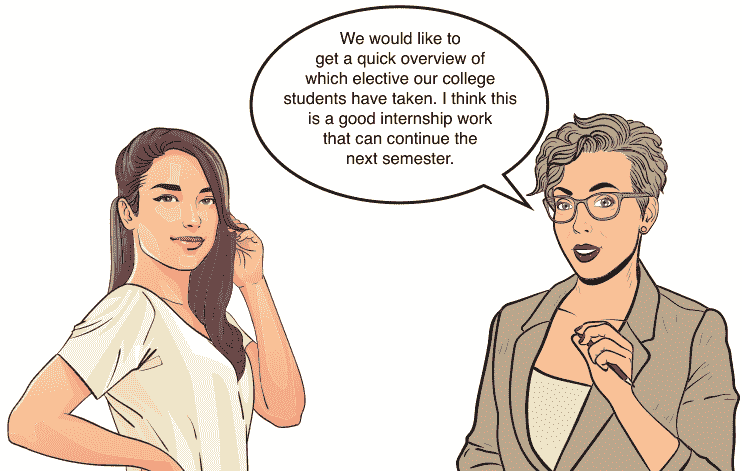 We would like to
get a quick overview of
which elective our college
students have taken. I think this
is a good internship work
that can continue the
next semester.